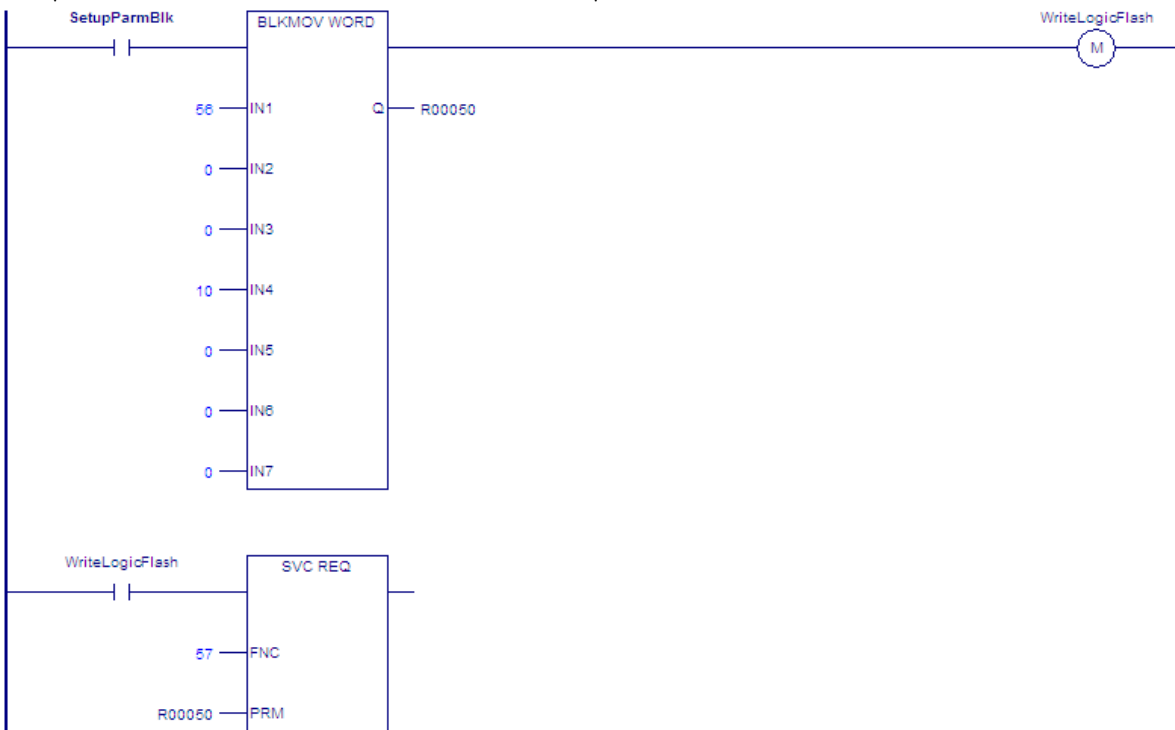 SetupParmBlk
BLKMOV WORD
WriteLogicFlash
M
56 IN1 Q R00050
0 IN2
0 IN3
10 IN4
0 IN5
0 IN6
0 IN7
WriteLogicFlash
SVC REQ
57 FNC
R00050 PRM